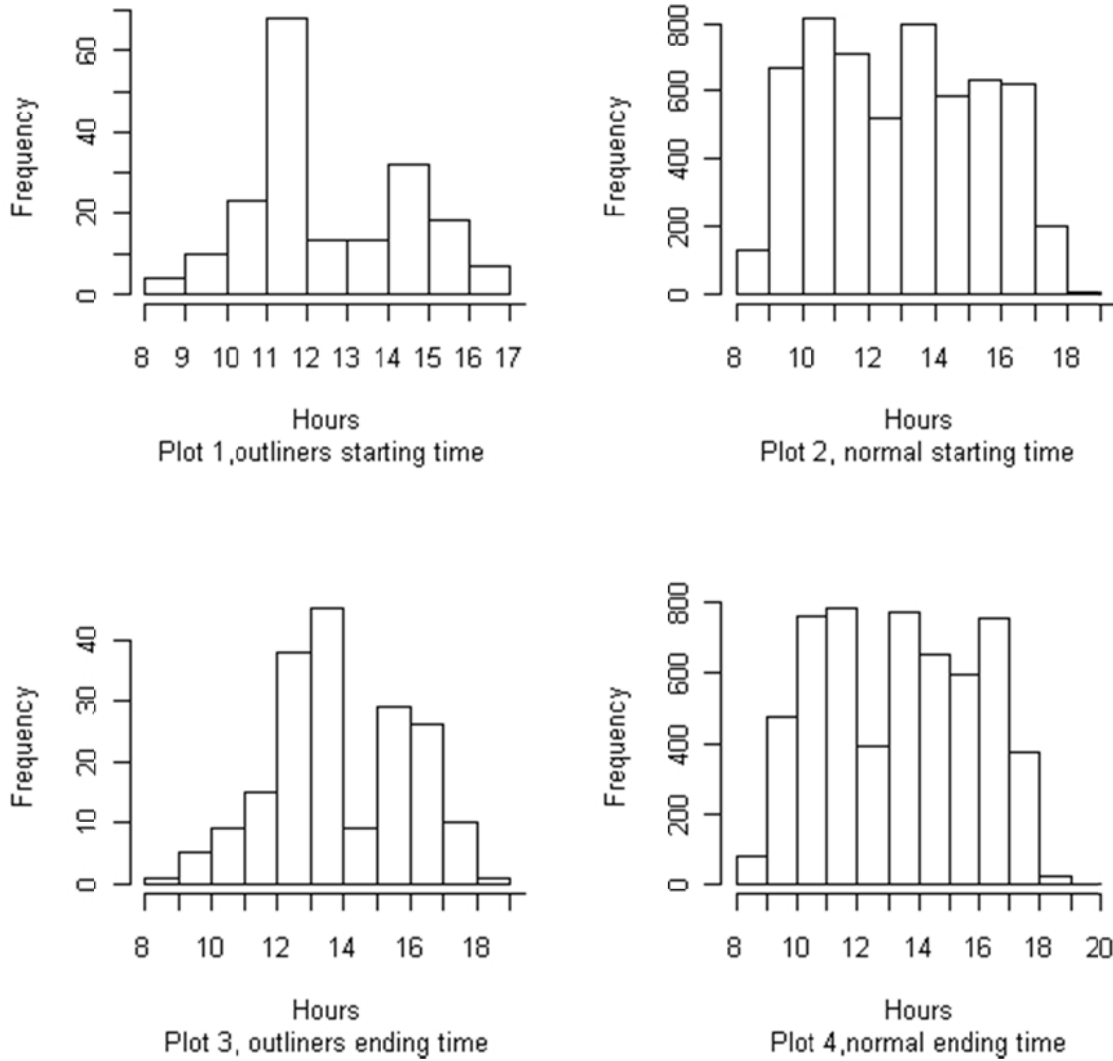 Frequency
0 20 40 60
8 9 10 11 12 13 14 15 16 17
Hours
Plot 1,outliners starting time
Frequency
0 200 400 600 800
8 10 12 14 16 18
Hours
Plot 2, normal starting time
Frequency
0 10 20 30 40
8 10 12 14 16 18
Hours
Plot 3, outliners ending time
Frequency
0 200 400 600 800
8 10 12 14 16 18 20
Hours
Plot 4,normal ending time